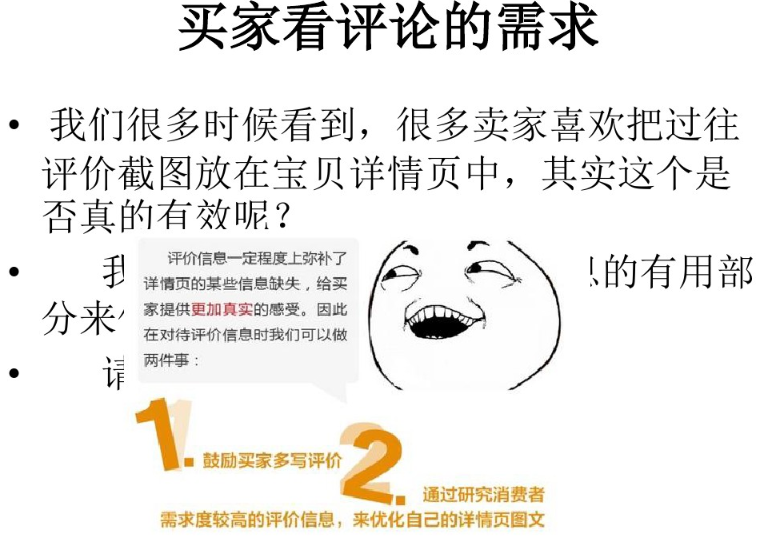 买家看评论的需求
• 我们很多时候看到，很多卖家喜欢把过往
评价截图放在宝贝详情页中，其实这个是
否真的有效呢？
• 我
的有用部
分来
• 请
评价信息一定程度上弥补了
详情页的某些信息缺失，给买
家提供更加真实的感受。因此
在对待评价信息时我们可以做
两件事：
1.
鼓励买家多写评价
2.
通过研究消费者
需求度较高的评价信息，来优化自己的详情页图文